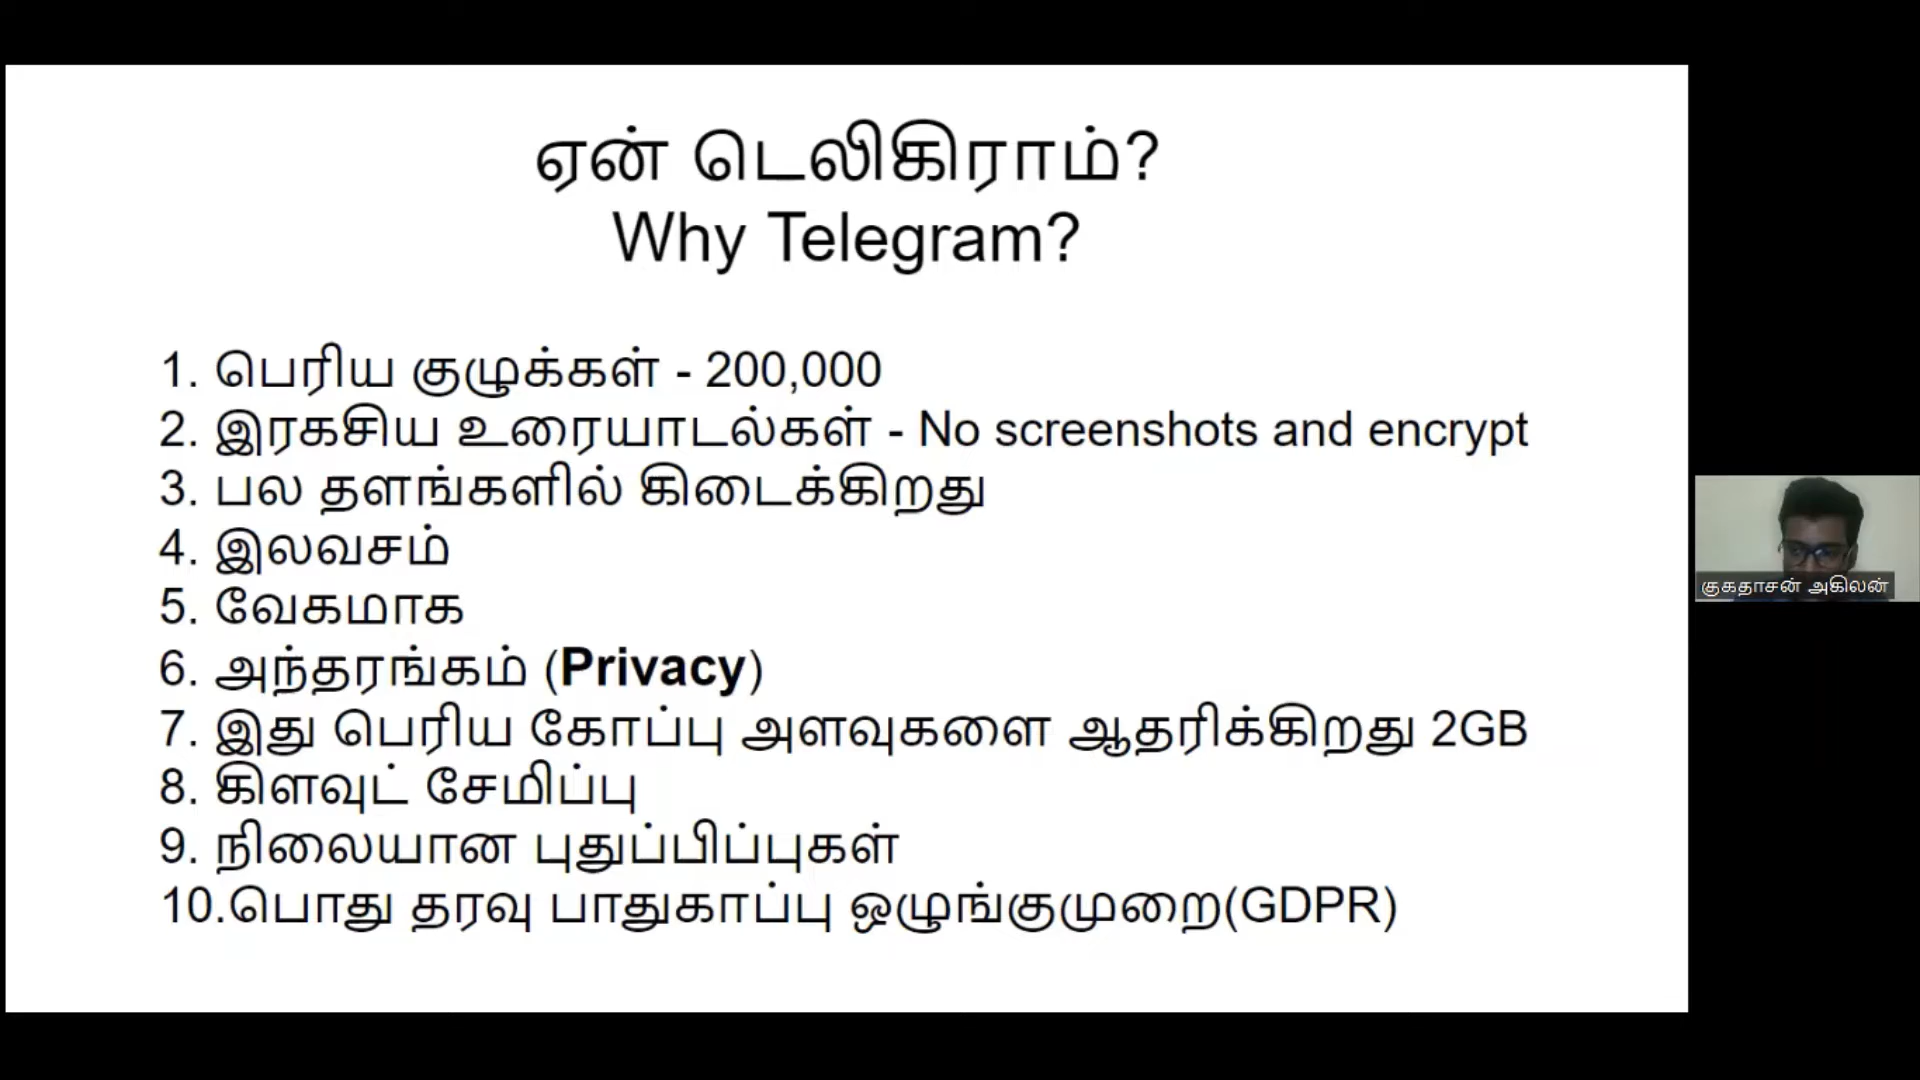 ஏன் டெலிகிராம்?
Why Telegram?
1. பெரிய குழுக்கள் - 200,000
2. இரகசிய உரையாடல்கள் - No screenshots and encrypt
3. பல தளங்களில் கிடைக்கிறது
4. இலவசம்
5. வேகமாக
6. அந்தரங்கம் (Privacy)
7. இது பெரிய கோப்பு அளவுகளை ஆதரிக்கிறது 2GB
8. கிளவுட் சேமிப்பு
9. நிலையான புதுப்பிப்புகள்
10.பொது தரவு பாதுகாப்பு ஒழுங்குமுறை(GDPR)
குகதாசன் அகிலன்